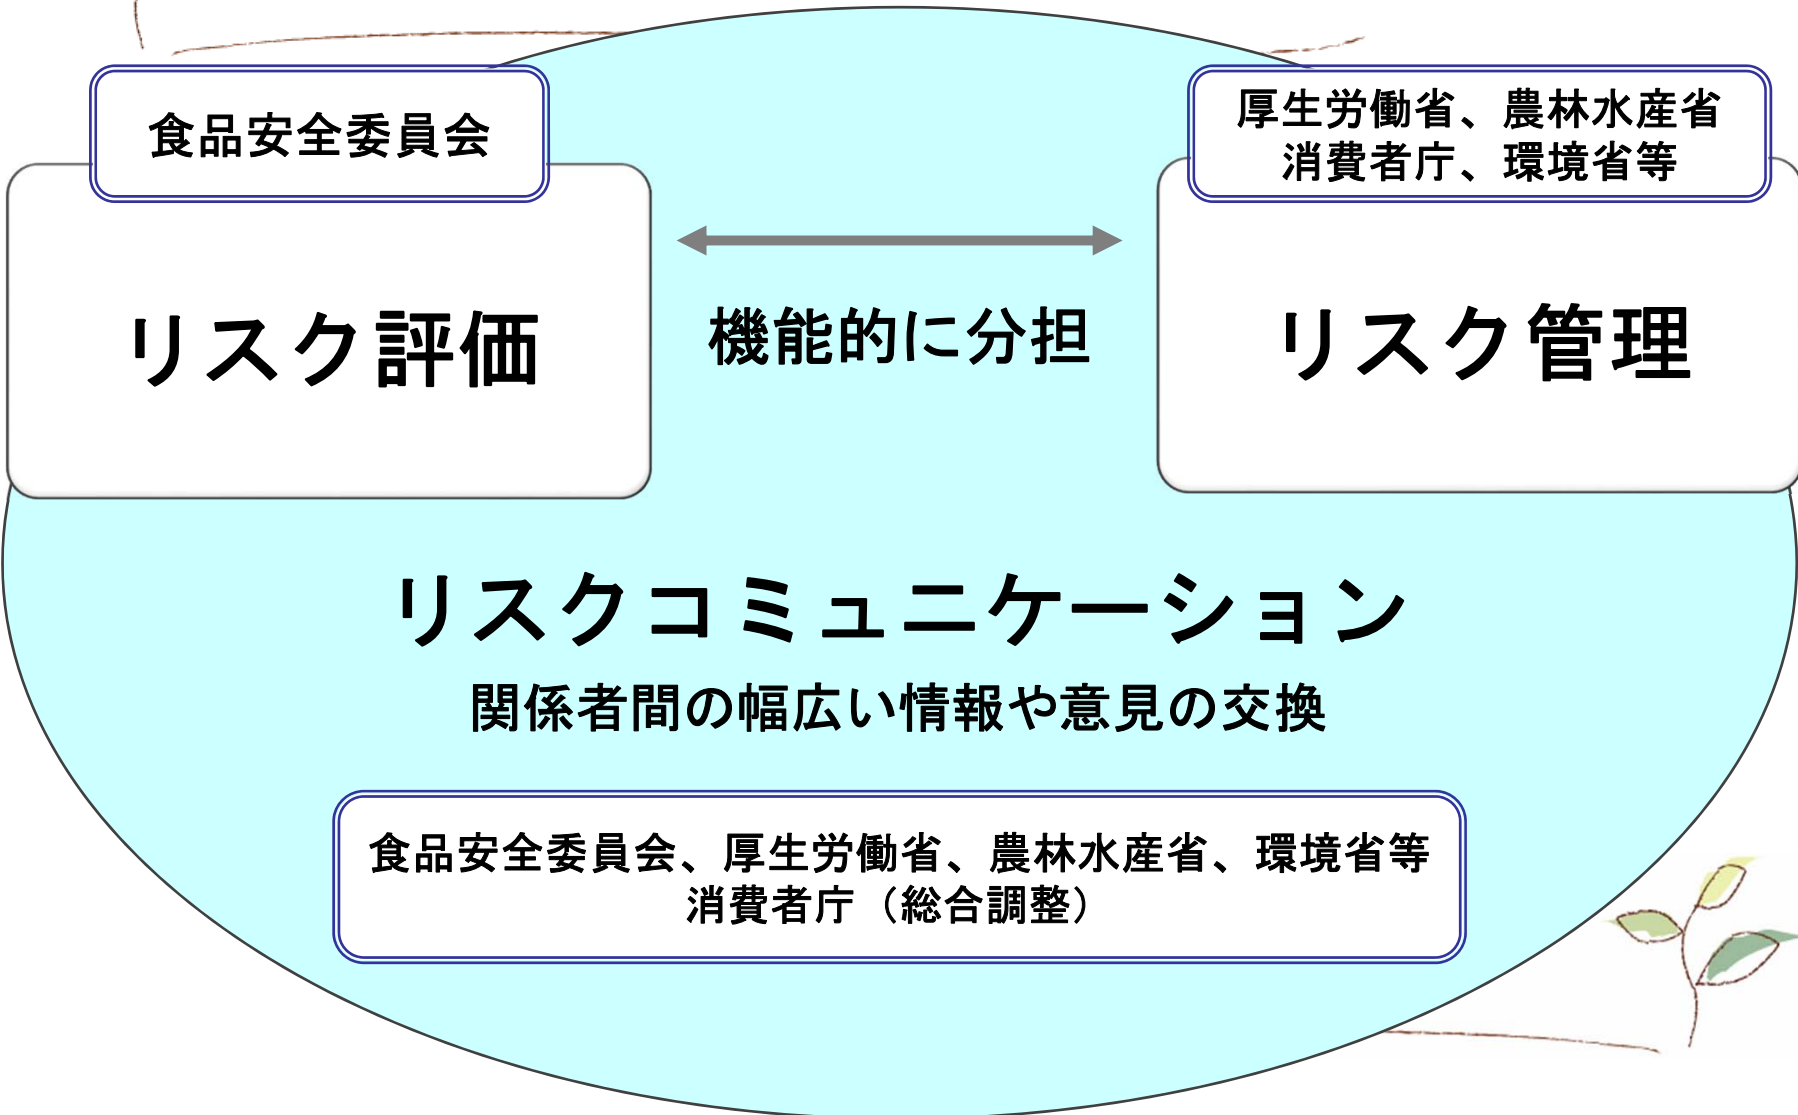 食品安全委員会
厚生労働省、農林水産省
消費者庁、環境省等
リスク評価
機能的に分担
リスク管理
リスクコミュニケーション
関係者間の幅広い情報や意見の交換
食品安全委員会、厚生労働省、農林水産省、環境省等
消費者庁（総合調整）